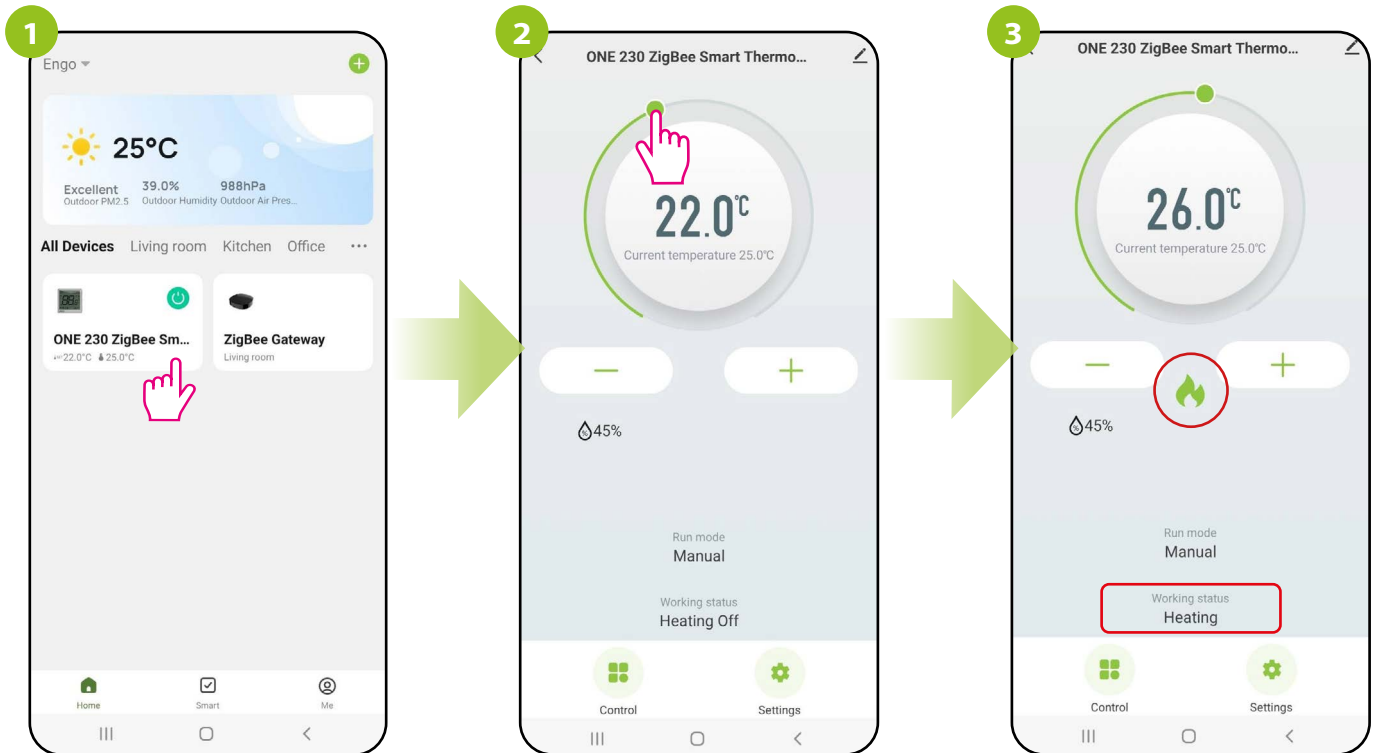 1
Engo
25°C
Excellent 39.0% 988hPa
Outdoor PM2.5 Outdoor Humidity Outdoor Air Pres...
All Devices Living room Kitchen Office ...
ONE 230 ZigBee Sm... ZigBee Gateway
22.0°C 25.0°C Living room
Home Smart Me
2
ONE 230 ZigBee Smart Thermo...
22.0°C
Current temperature 25.0°C
− +
45%
Run mode
Manual
Working status
Heating Off
Control Settings
3
ONE 230 ZigBee Smart Thermo...
26.0°C
Current temperature 25.0°C
− +
45%
Run mode
Manual
Working status
Heating
Control Settings